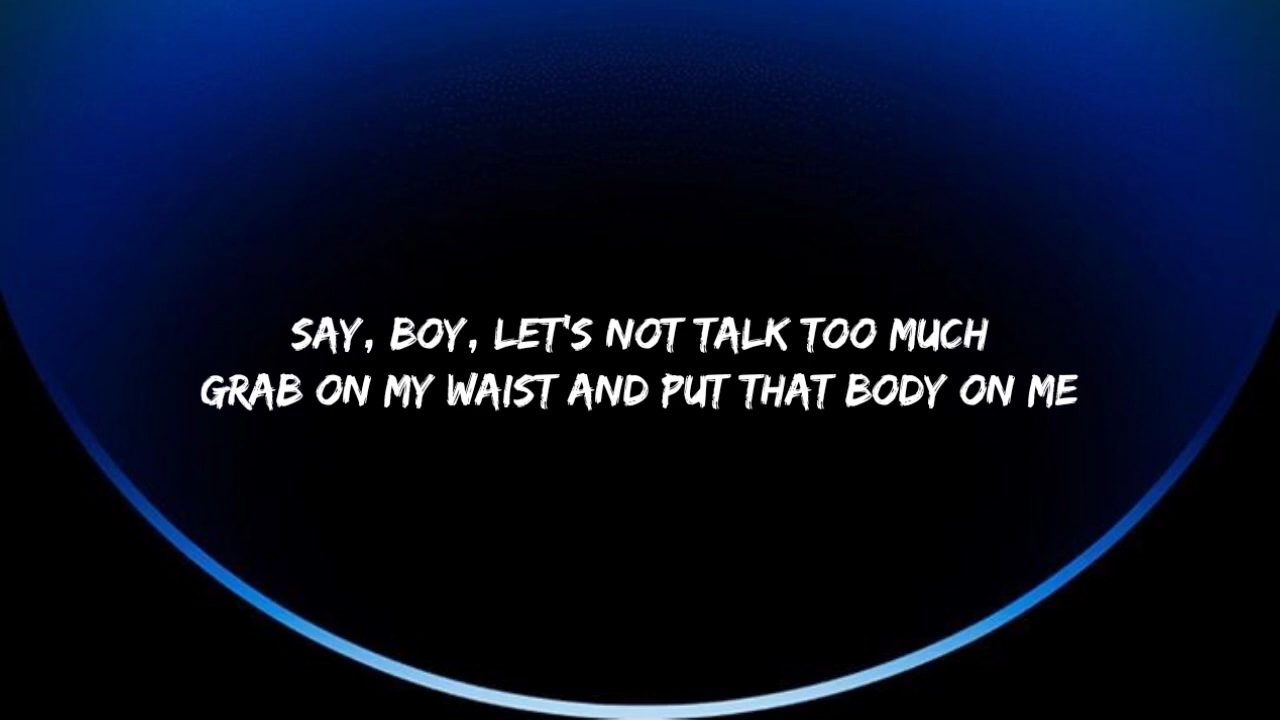 SAY, BOY, LET'S NOT TALK TOO MUCH
GRAB ON MY WAIST AND PUT THAT BODY ON ME